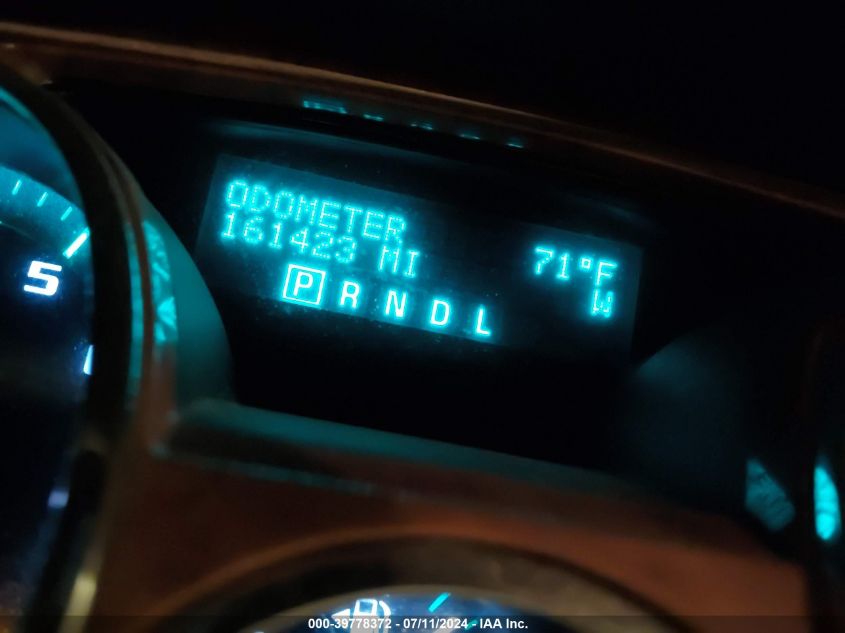 ODOMETER
161423 MI
71°F
W
P R N D L
5
000-39778372 - 07/11/2024 - IAA Inc.